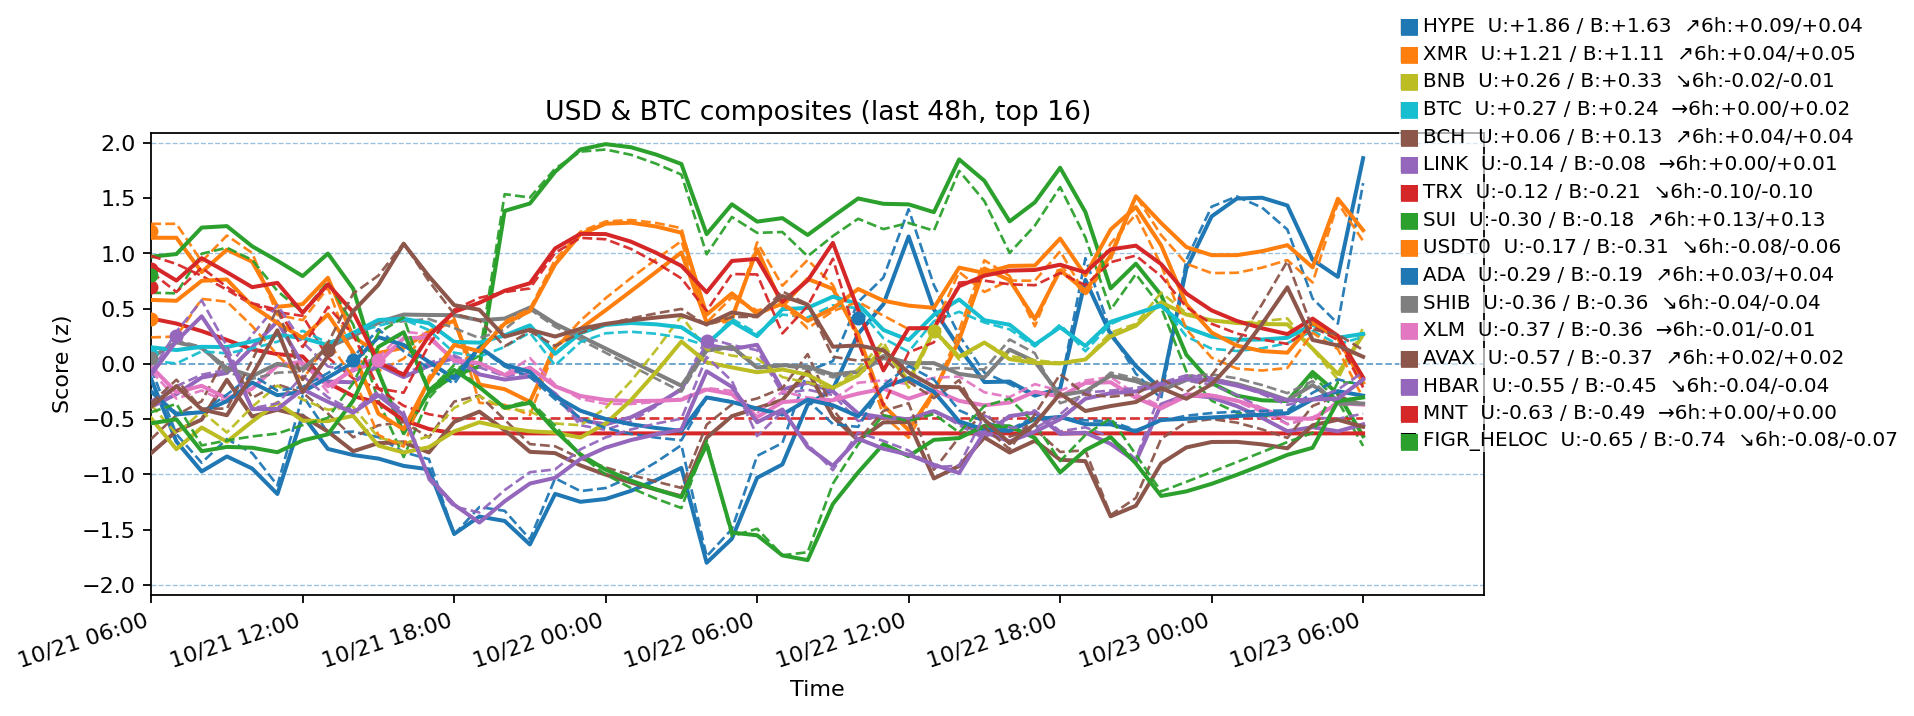 HYPE  U:+1.86 / B:+1.63  ↗6h:+0.09/+0.04
XMR  U:+1.21 / B:+1.11  ↗6h:+0.04/+0.05
BNB  U:+0.26 / B:+0.33  ↘6h:-0.02/-0.01
BTC  U:+0.27 / B:+0.24  →6h:+0.00/+0.02
BCH  U:+0.06 / B:+0.13  ↗6h:+0.04/+0.04
LINK  U:-0.14 / B:-0.08  →6h:+0.00/+0.01
TRX  U:-0.12 / B:-0.21  ↘6h:-0.10/-0.10
SUI  U:-0.30 / B:-0.18  ↗6h:+0.13/+0.13
USDT0  U:-0.17 / B:-0.31  ↘6h:-0.08/-0.06
ADA  U:-0.29 / B:-0.19  ↗6h:+0.03/+0.04
SHIB  U:-0.36 / B:-0.36  ↘6h:-0.04/-0.04
XLM  U:-0.37 / B:-0.36  →6h:-0.01/-0.01
AVAX  U:-0.57 / B:-0.37  ↗6h:+0.02/+0.02
HBAR  U:-0.55 / B:-0.45  ↘6h:-0.04/-0.04
MNT  U:-0.63 / B:-0.49  →6h:+0.00/+0.00
FIGR_HELOC  U:-0.65 / B:-0.74  ↘6h:-0.08/-0.07
USD & BTC composites (last 48h, top 16)
Score (z)
2.0
1.5
1.0
0.5
0.0
−0.5
−1.0
−1.5
−2.0
10/21 06:00
10/21 12:00
10/21 18:00
10/22 00:00
10/22 06:00
10/22 12:00
10/22 18:00
10/23 00:00
10/23 06:00
Time